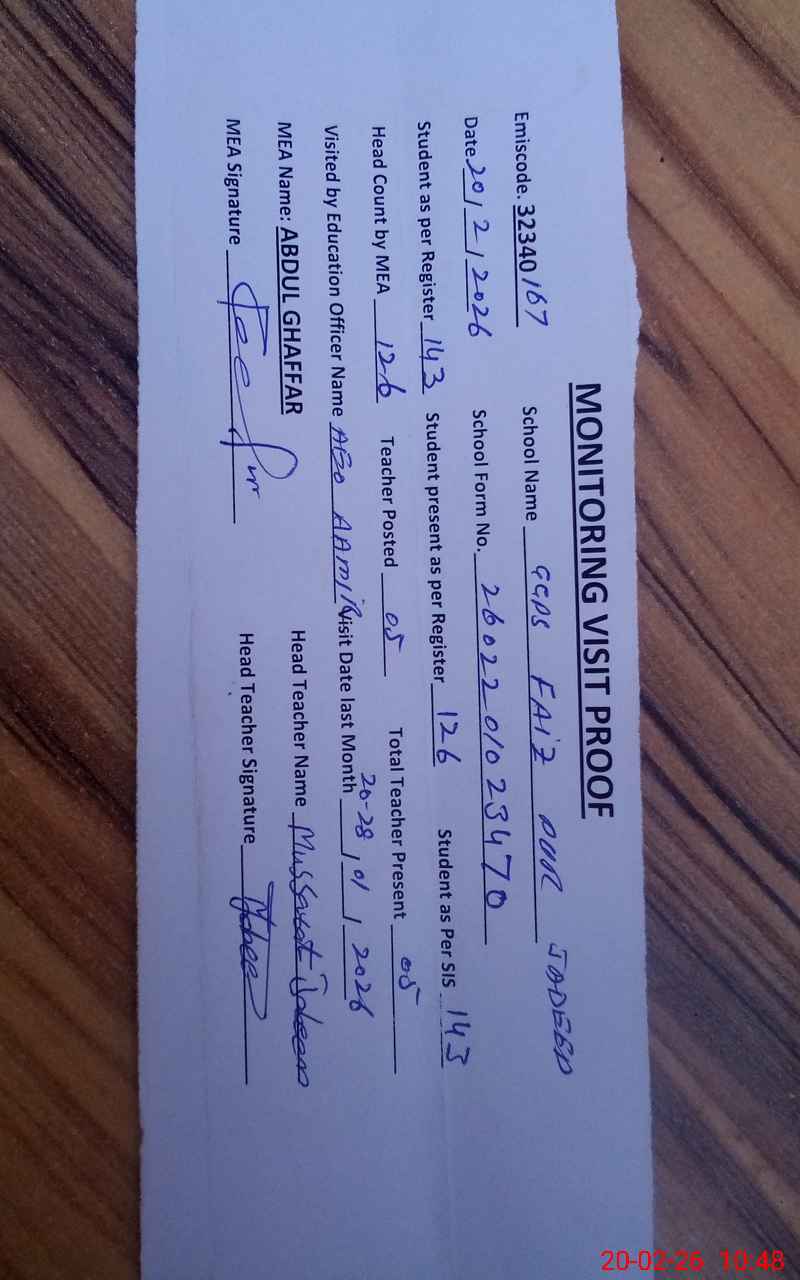 MONITORING VISIT PROOF
Emiscode. 32340167 School Name GGPS FAIZ PUR JADEED
Date 20/2/2026 School Form No. 2602201023470
Student as per Register 143 Student present as per Register 126 Student as Per SIS 143
Head Count by MEA 126 Teacher Posted 05 Total Teacher Present 05
Visited by Education Officer Name AEO AAMIR Visit Date last Month 20-28/01/2026
MEA Name: ABDUL GHAFFAR Head Teacher Name Mussarat
MEA Signature Head Teacher Signature
20-02-26 10:48